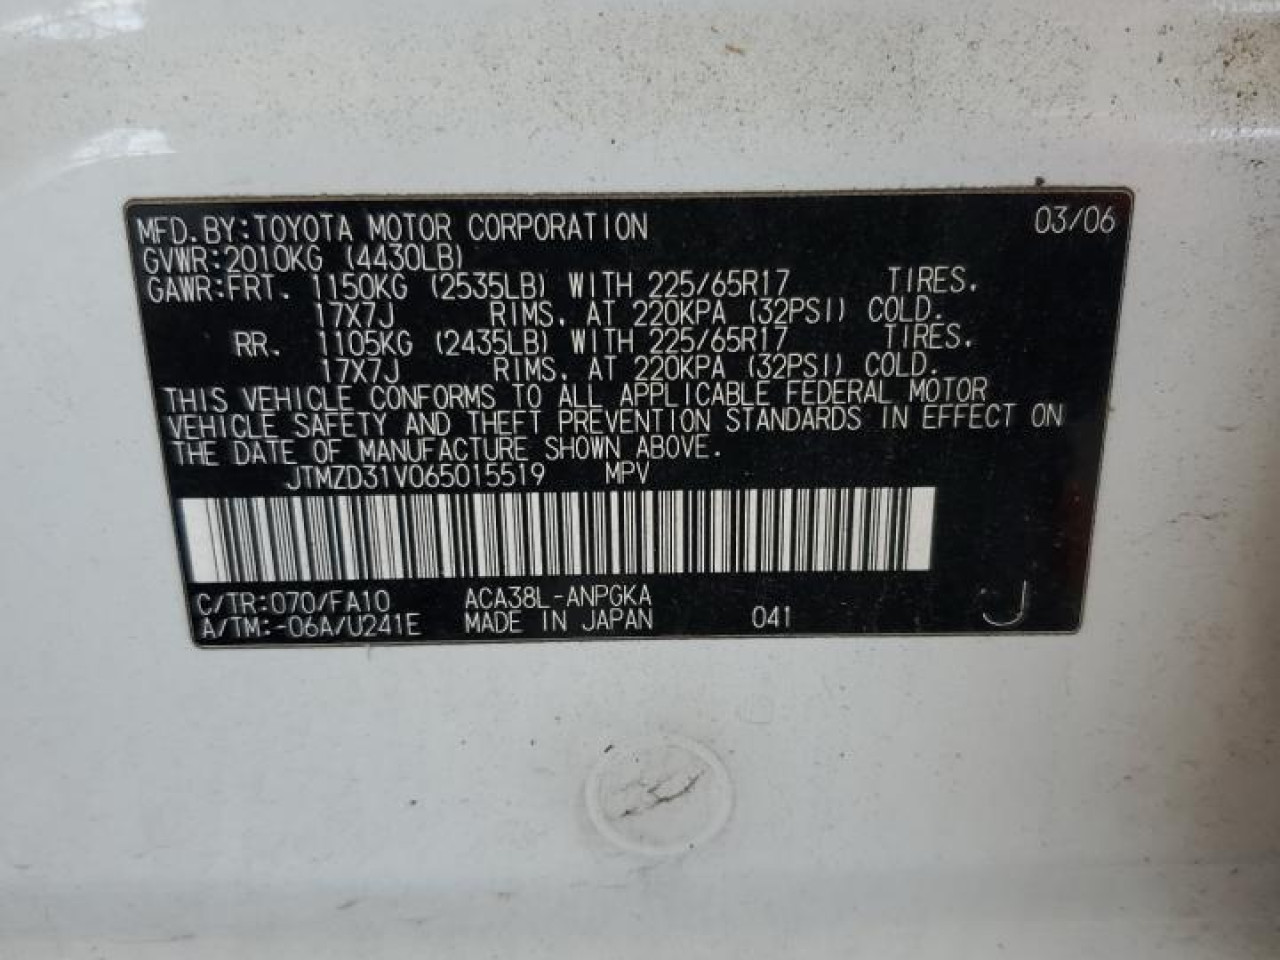 MFD. BY: TOYOTA MOTOR CORPORATION 03/06
GVWR: 2010KG (4430LB)
GAWR: FRT. 1150KG (2535LB) WITH 225/65R17 TIRES.
17X7J RIMS, AT 220KPA (32PSI) COLD.
RR. 1105KG (2435LB) WITH 225/65R17 TIRES.
17X7J RIMS, AT 220KPA (32PSI) COLD.
THIS VEHICLE CONFORMS TO ALL APPLICABLE FEDERAL MOTOR
VEHICLE SAFETY AND THEFT PREVENTION STANDARDS IN EFFECT ON
THE DATE OF MANUFACTURE SHOWN ABOVE.
JTMZD31V065015519 MPV
C/TR:070/FA10 ACA38L-ANPGKA
A/TM:-06A/U241E MADE IN JAPAN 041 J